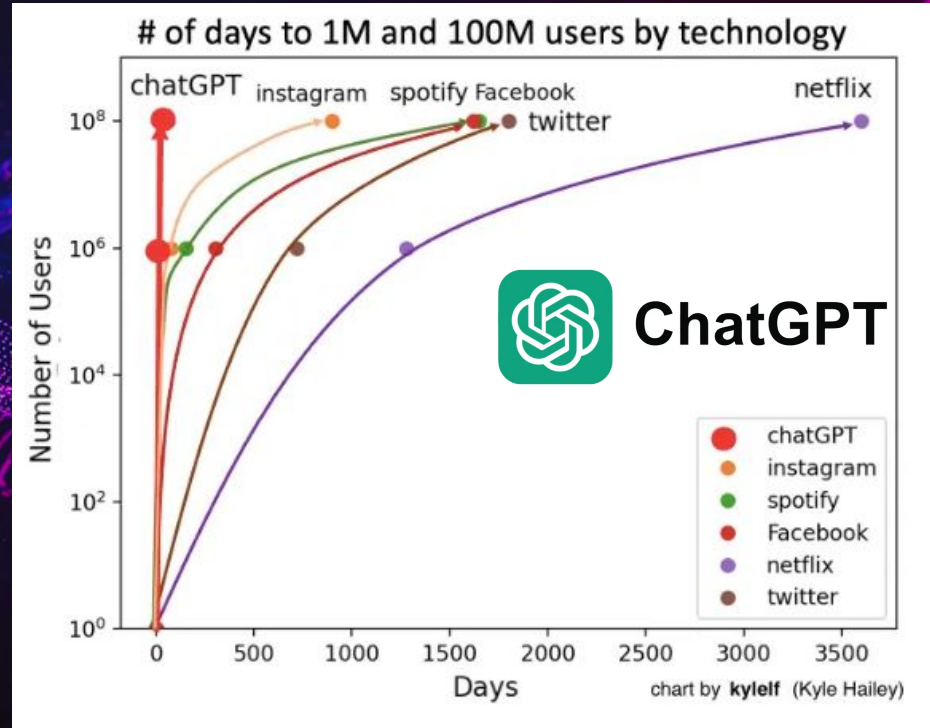 # of days to 1M and 100M users by technology
chatGPT
instagram
spotify
Facebook
netflix
twitter
10⁸
10⁶
10⁴
10²
10⁰
Number of Users
ChatGPT
chatGPT
instagram
spotify
Facebook
netflix
twitter
0 500 1000 1500 2000 2500 3000 3500
Days
chart by kylelf (Kyle Hailey)